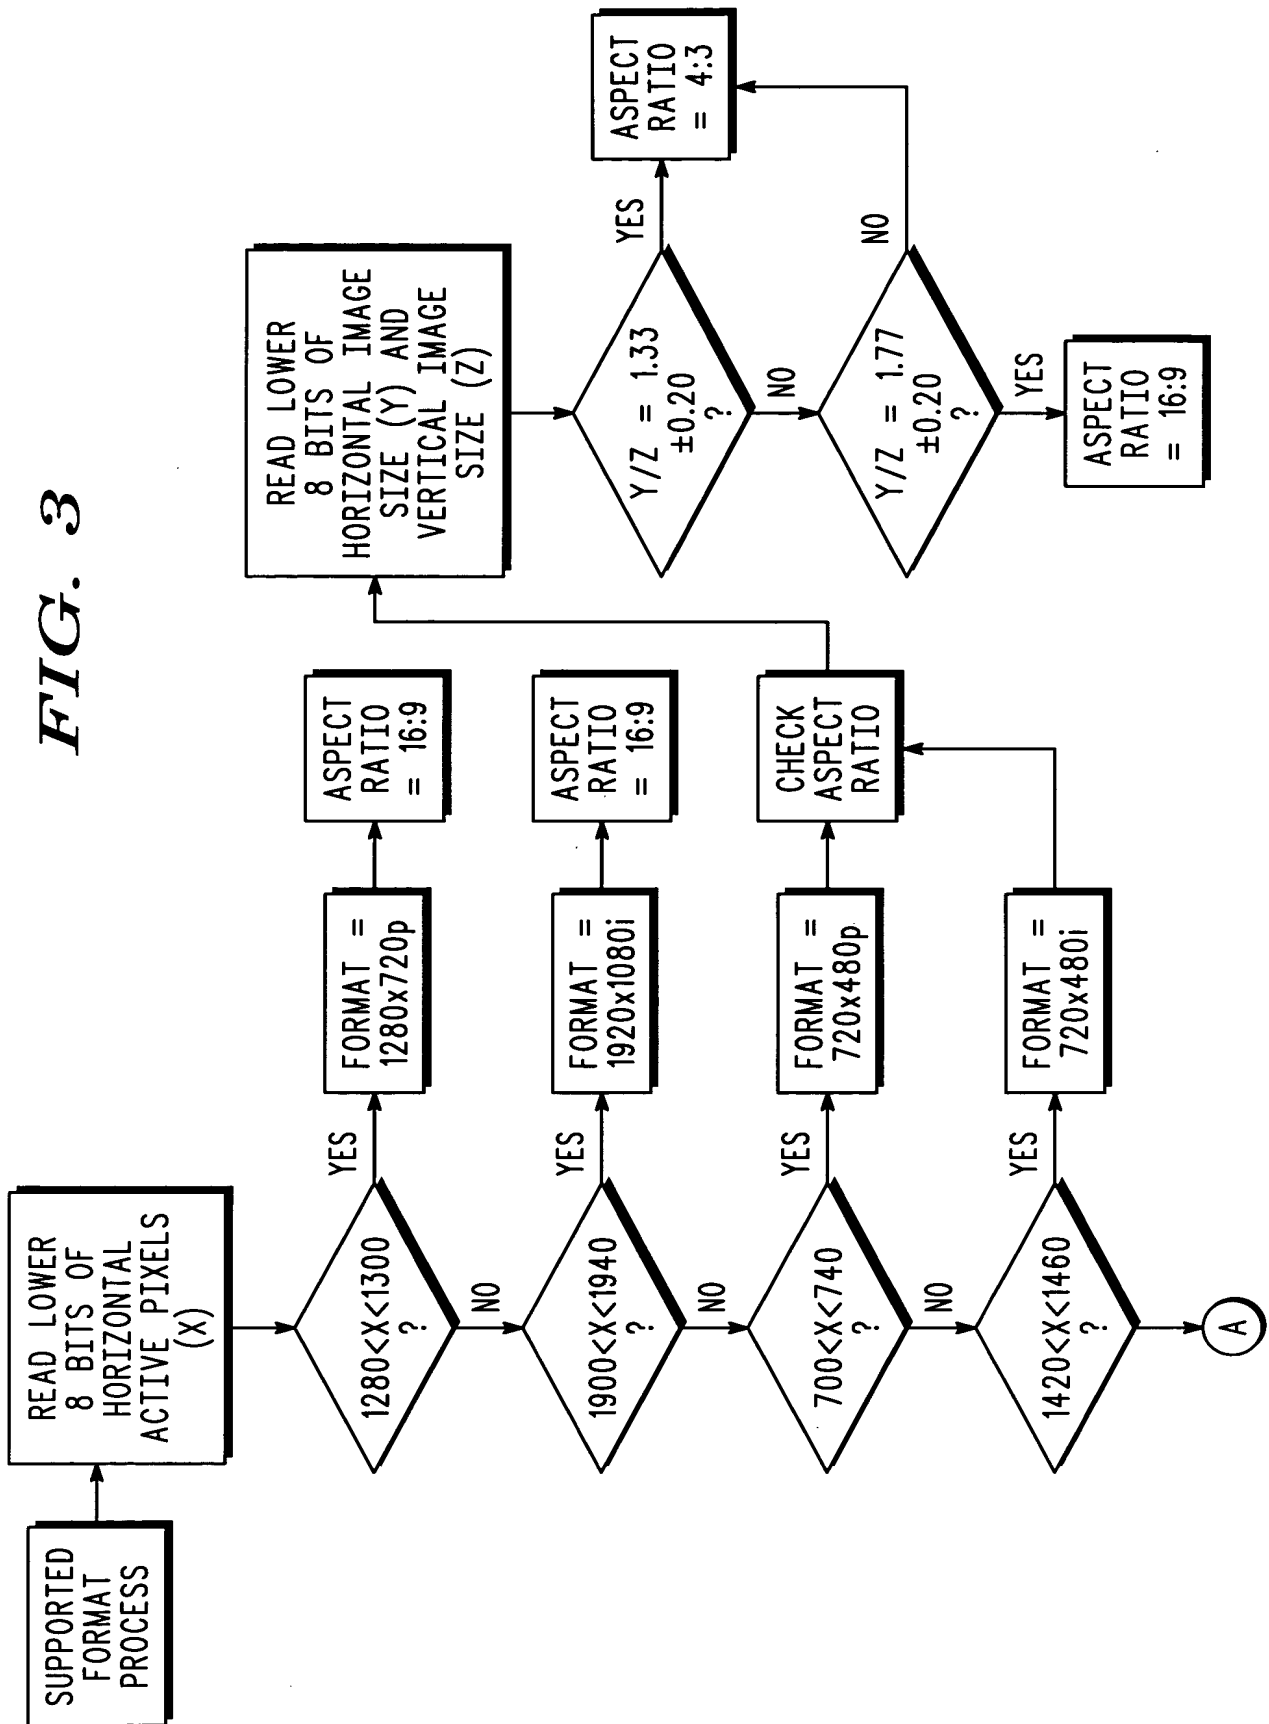 FIG. 3
SUPPORTED
FORMAT
PROCESS
READ LOWER
8 BITS OF
HORIZONTAL
ACTIVE PIXELS
(X)
1280<X<1300
?
YES
FORMAT =
1280x720p
ASPECT
RATIO
= 16:9
NO
1900<X<1940
?
YES
FORMAT =
1920x1080i
ASPECT
RATIO
= 16:9
NO
700<X<740
?
YES
FORMAT =
720x480p
CHECK
ASPECT
RATIO
NO
1420<X<1460
?
YES
FORMAT =
720x480i
A
READ LOWER
8 BITS OF
HORIZONTAL IMAGE
SIZE (Y) AND
VERTICAL IMAGE
SIZE (Z)
Y/Z = 1.33
±0.20
?
YES
ASPECT
RATIO
= 4:3
NO
Y/Z = 1.77
±0.20
?
NO
YES
ASPECT
RATIO
= 16:9